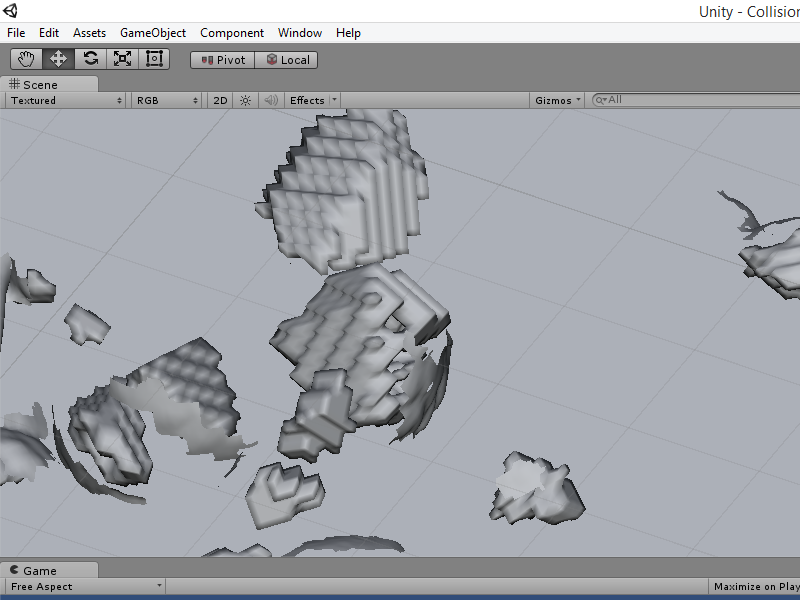 Unity - Collision
File Edit Assets GameObject Component Window Help
Pivot Local
Scene
Textured RGB 2D Effects Gizmos All
Game
Free Aspect Maximize on Play